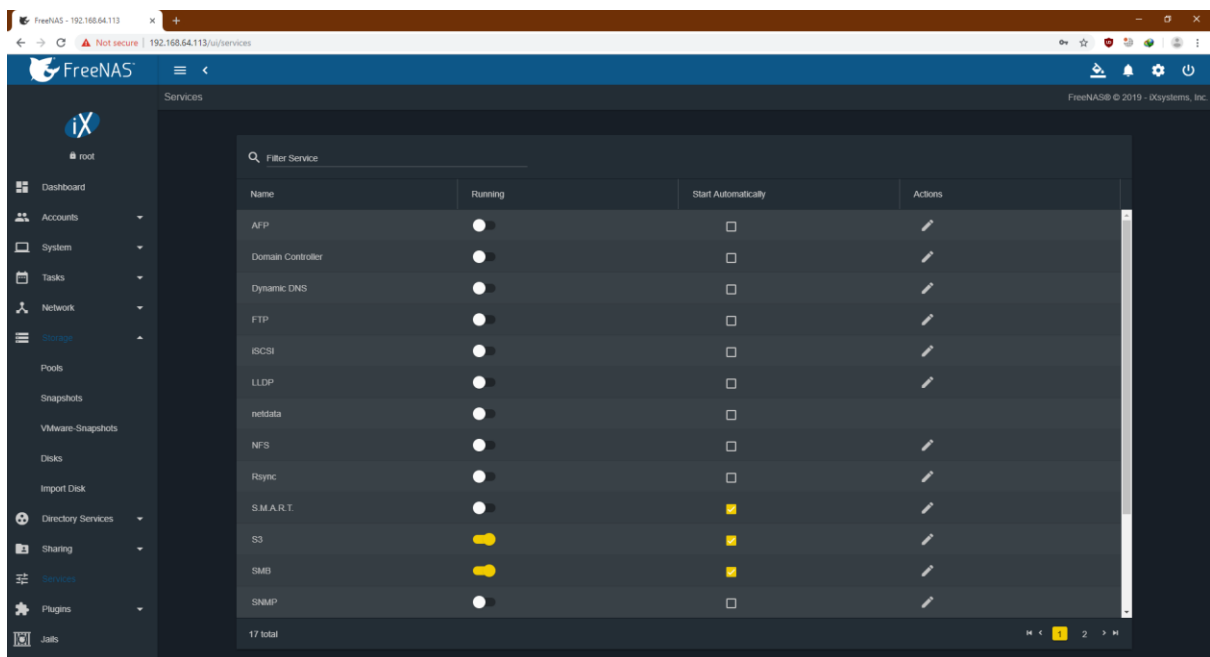 FreeNAS - 192.168.64.113
Not secure | 192.168.64.113/ui/services
FreeNAS
Services
FreeNAS® © 2019 - iXsystems, Inc.
iX
root
Dashboard
Accounts
System
Tasks
Network
Storage
Pools
Snapshots
VMware-Snapshots
Disks
Import Disk
Directory Services
Sharing
Services
Plugins
Jails
Filter Service
Name Running Start Automatically Actions
AFP
Domain Controller
Dynamic DNS
FTP
iSCSI
LLDP
netdata
NFS
Rsync
S.M.A.R.T.
S3
SMB
SNMP
17 total 1 2